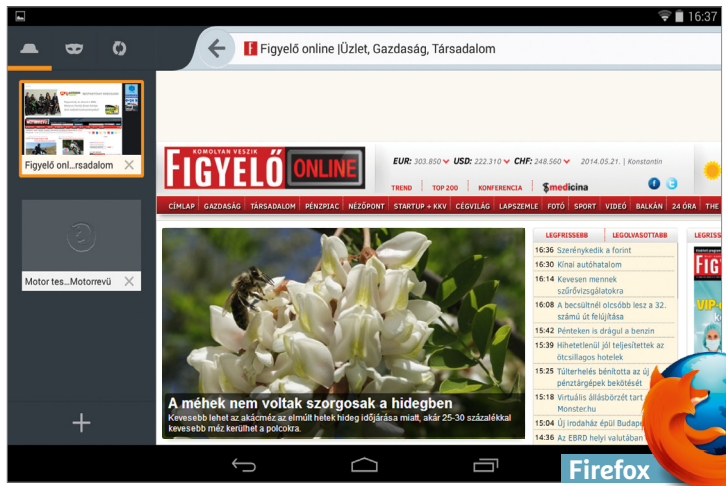 16:37
Figyelő online |Üzlet, Gazdaság, Társadalom
Figyelő onl...rsadalom
Motor tes...Motorrevü
KOMOLYAN VESZIK
FIGYELŐ ONLINE
EUR: 303.850 USD: 222.310 CHF: 248.560 2014.05.21. | Konstantin
TREND TOP 200 KONFERENCIA medicina
CÍMLAP GAZDASÁG TÁRSADALOM PÉNZPIAC NÉZŐPONT STARTUP + KKV CÉGVILÁG LAPSZEMLE FOTÓ SPORT VIDEÓ BALKÁN 24 ÓRA THE
LEGFRISSEBB LEGOLVASOTTABB LEGRISS
16:36 Szerénykedik a forint
16:30 Kínai autóhatalom
16:14 Kevesen mennek
szűrővizsgálatokra
16:08 A becsültnél olcsóbb lesz a 32.
számú út felújítása
15:42 Pénteken is drágul a benzin
15:39 Hihetetlenül jól teljesítettek az
ötcsillagos hotelek
15:25 Túlterhelés bénította az új
pénztárgépek bekötését
15:18 Virtuális állásbörzét tart
Monster.hu
15:04 Új irodaház épül Budape
14:36 Az EBRD helyi valutában
FIG
VIP-
A méhek nem voltak szorgosak a hidegben
Kevesebb lehet az akácméz az elmúlt hetek hideg időjárása miatt, akár 25-30 százalékkal
kevesebb méz kerülhet a polcokra.
Firefox